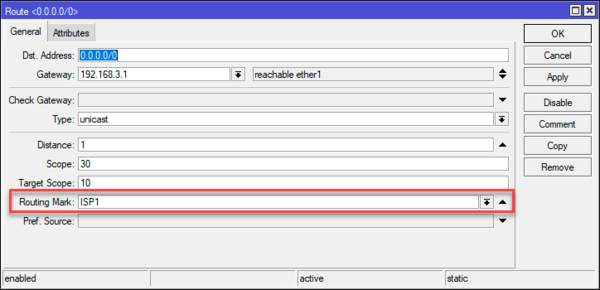 Route <0.0.0.0/0>
General Attributes
Dst. Address: 0.0.0.0/0
Gateway: 192.168.3.1 reachable ether1
Check Gateway:
Type: unicast
Distance: 1
Scope: 30
Target Scope: 10
Routing Mark: ISP1
Pref. Source:
OK
Cancel
Apply
Disable
Comment
Copy
Remove
enabled active static